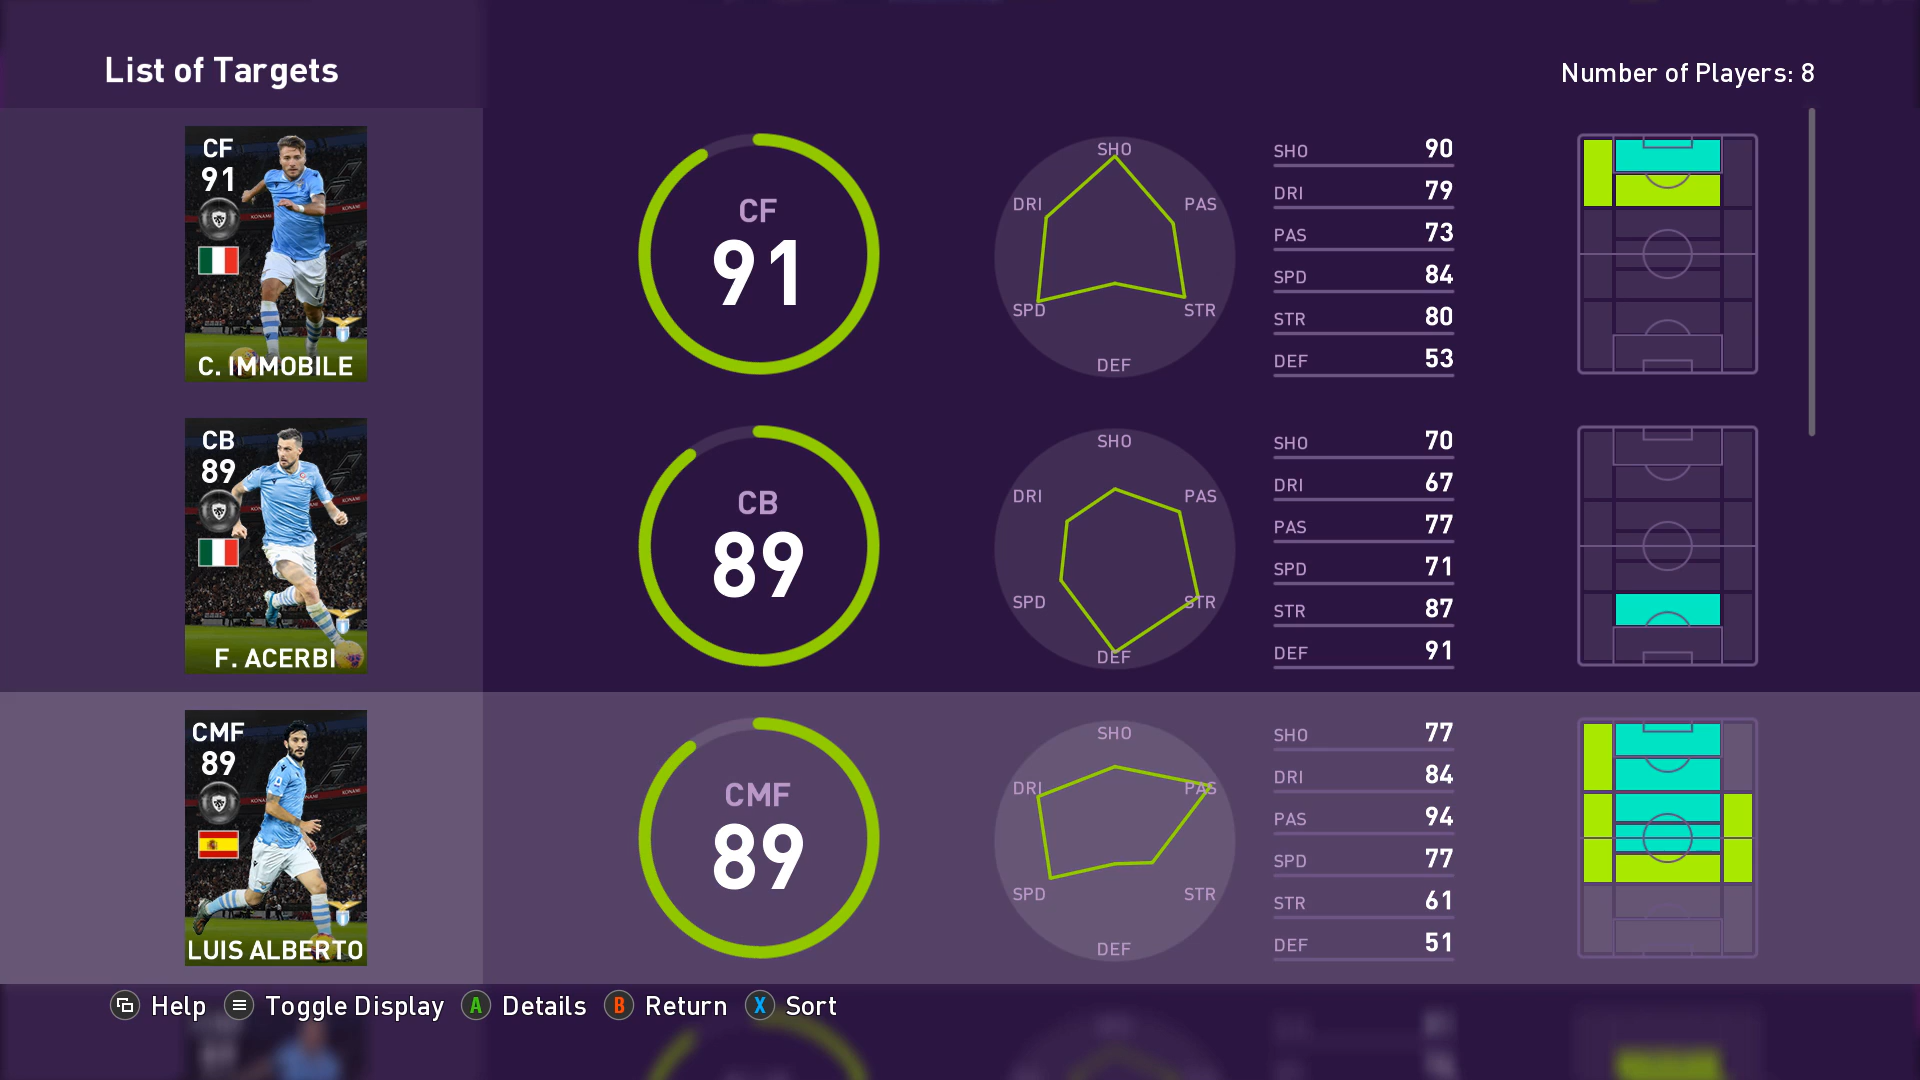 List of Targets
Number of Players: 8
CF
91
KONAMI
KONAMI
C. IMMOBILE
CF
91
SHO
DRI
PAS
SPD
STR
DEF
SHO 90
DRI 79
PAS 73
SPD 84
STR 80
DEF 53
CB
89
KONAMI
F. ACERBI
CB
89
SHO
DRI
PAS
SPD
STR
DEF
SHO 70
DRI 67
PAS 77
SPD 71
STR 87
DEF 91
CMF
89
KONAMI
LUIS ALBERTO
CMF
89
SHO
DRI
PAS
SPD
STR
DEF
SHO 77
DRI 84
PAS 94
SPD 77
STR 61
DEF 51
Help
Toggle Display
A Details
B Return
X Sort